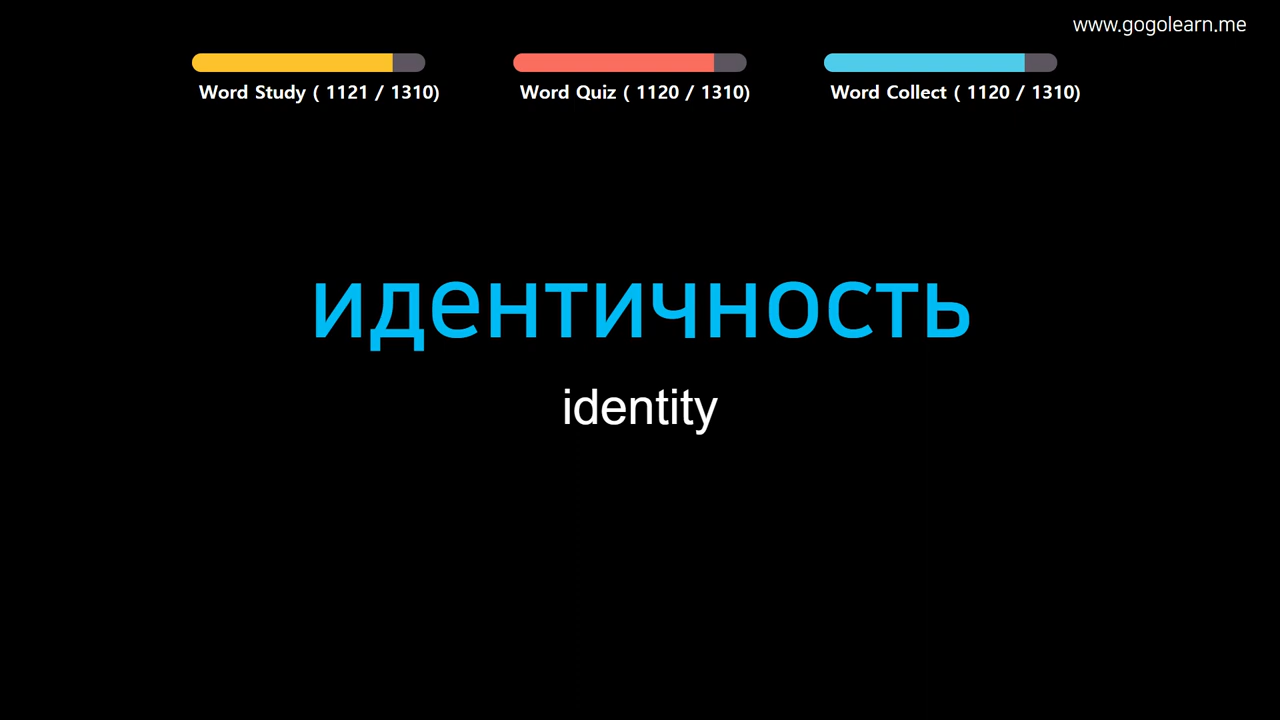 www.gogolearn.me
Word Study ( 1121 / 1310)
Word Quiz ( 1120 / 1310)
Word Collect ( 1120 / 1310)
идентичность
identity